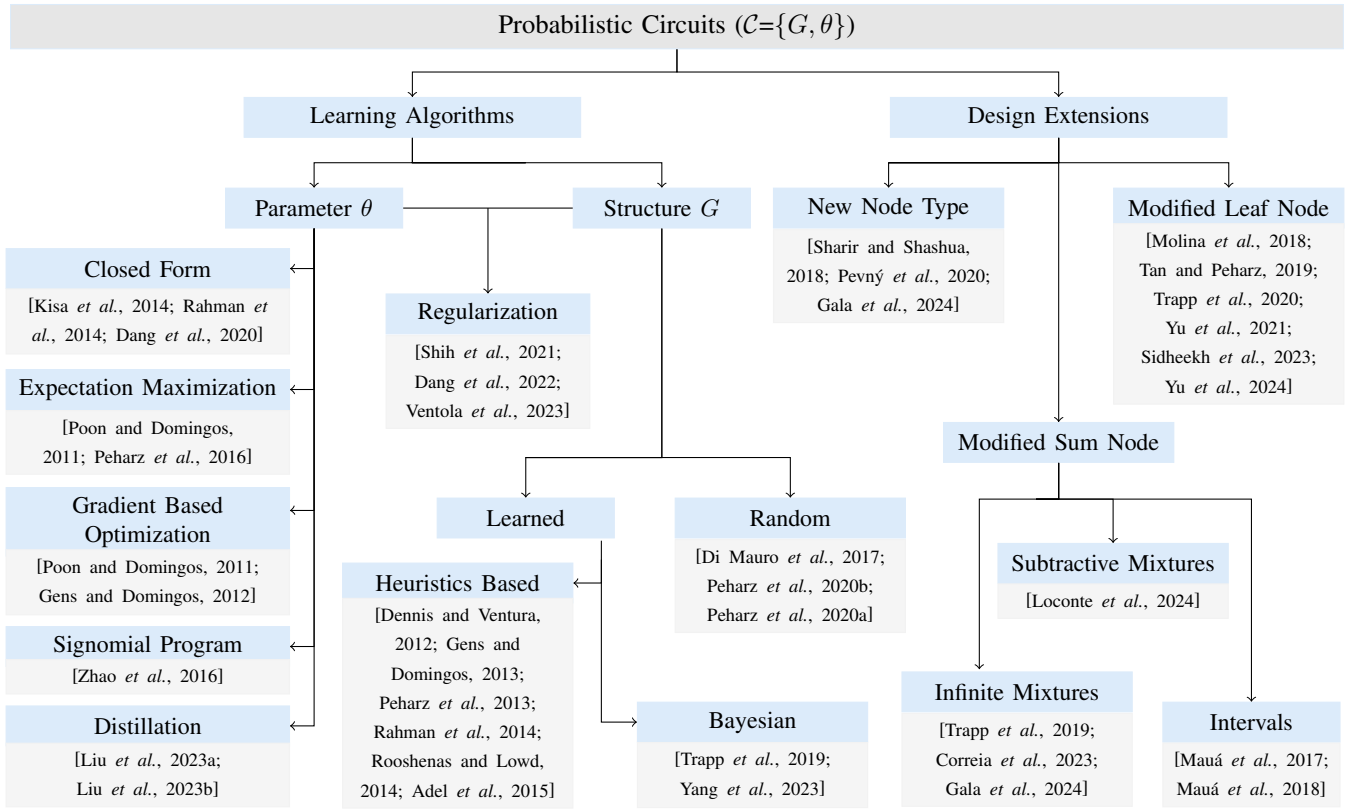 Probabilistic Circuits (𝒞={G, θ})
Learning Algorithms
Design Extensions
Parameter θ
Structure G
New Node Type
[Sharir and Shashua,
2018; Pevný et al., 2020;
Gala et al., 2024]
Modified Leaf Node
[Molina et al., 2018;
Tan and Peharz, 2019;
Trapp et al., 2020;
Yu et al., 2021;
Sidheekh et al., 2023;
Yu et al., 2024]
Closed Form
[Kisa et al., 2014; Rahman et
al., 2014; Dang et al., 2020]
Regularization
[Shih et al., 2021;
Dang et al., 2022;
Ventola et al., 2023]
Expectation Maximization
[Poon and Domingos,
2011; Peharz et al., 2016]
Modified Sum Node
Gradient Based
Optimization
[Poon and Domingos, 2011;
Gens and Domingos, 2012]
Learned
Random
[Di Mauro et al., 2017;
Peharz et al., 2020b;
Peharz et al., 2020a]
Subtractive Mixtures
[Loconte et al., 2024]
Heuristics Based
[Dennis and Ventura,
2012; Gens and
Domingos, 2013;
Peharz et al., 2013;
Rahman et al., 2014;
Rooshenas and Lowd,
2014; Adel et al., 2015]
Signomial Program
[Zhao et al., 2016]
Distillation
[Liu et al., 2023a;
Liu et al., 2023b]
Bayesian
[Trapp et al., 2019;
Yang et al., 2023]
Infinite Mixtures
[Trapp et al., 2019;
Correia et al., 2023;
Gala et al., 2024]
Intervals
[Mauá et al., 2017;
Mauá et al., 2018]